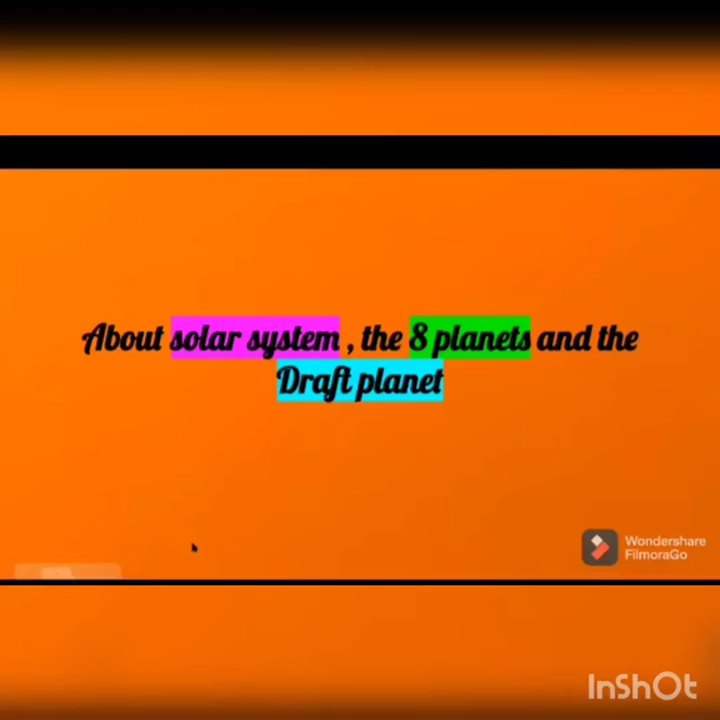 About solar system , the 8 planets and the
Draft planet
Wondershare
FilmoraGo
InShOt